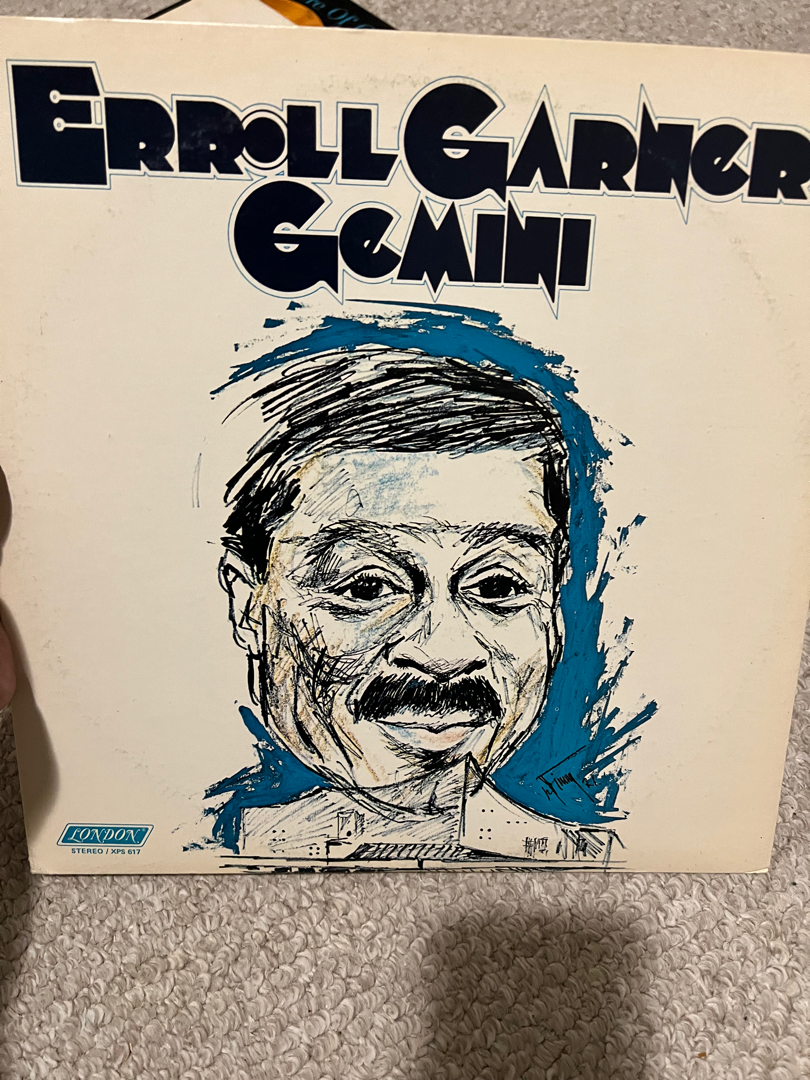 Erroll Garner
Gemini
LONDON
STEREO / XPS 617